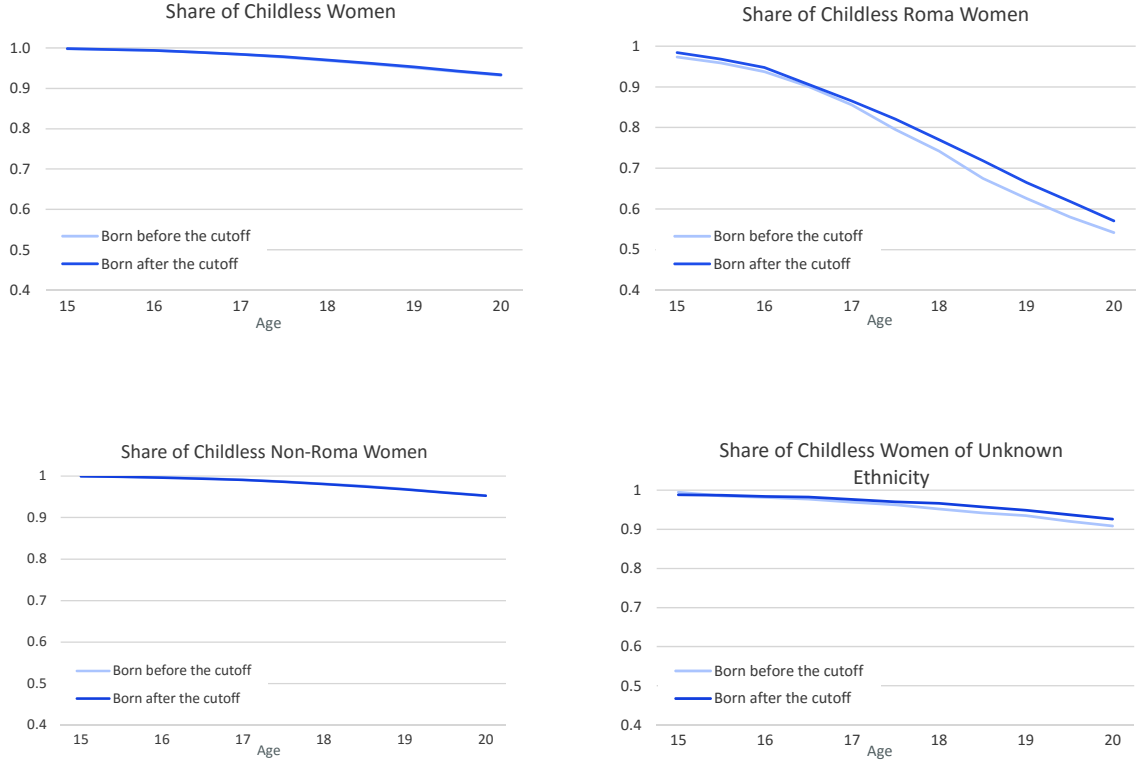 Share of Childless Women
1.0
0.9
0.8
0.7
0.6
0.5
0.4
Born before the cutoff
Born after the cutoff
15 16 17 18 19 20
Age
Share of Childless Roma Women
1
0.9
0.8
0.7
0.6
0.5
0.4
Born before the cutoff
Born after the cutoff
15 16 17 18 19 20
Age
Share of Childless Non-Roma Women
1
0.9
0.8
0.7
0.6
0.5
0.4
Born before the cutoff
Born after the cutoff
15 16 17 18 19 20
Age
Share of Childless Women of Unknown
Ethnicity
1
0.9
0.8
0.7
0.6
0.5
0.4
Born before the cutoff
Born after the cutoff
15 16 17 18 19 20
Age